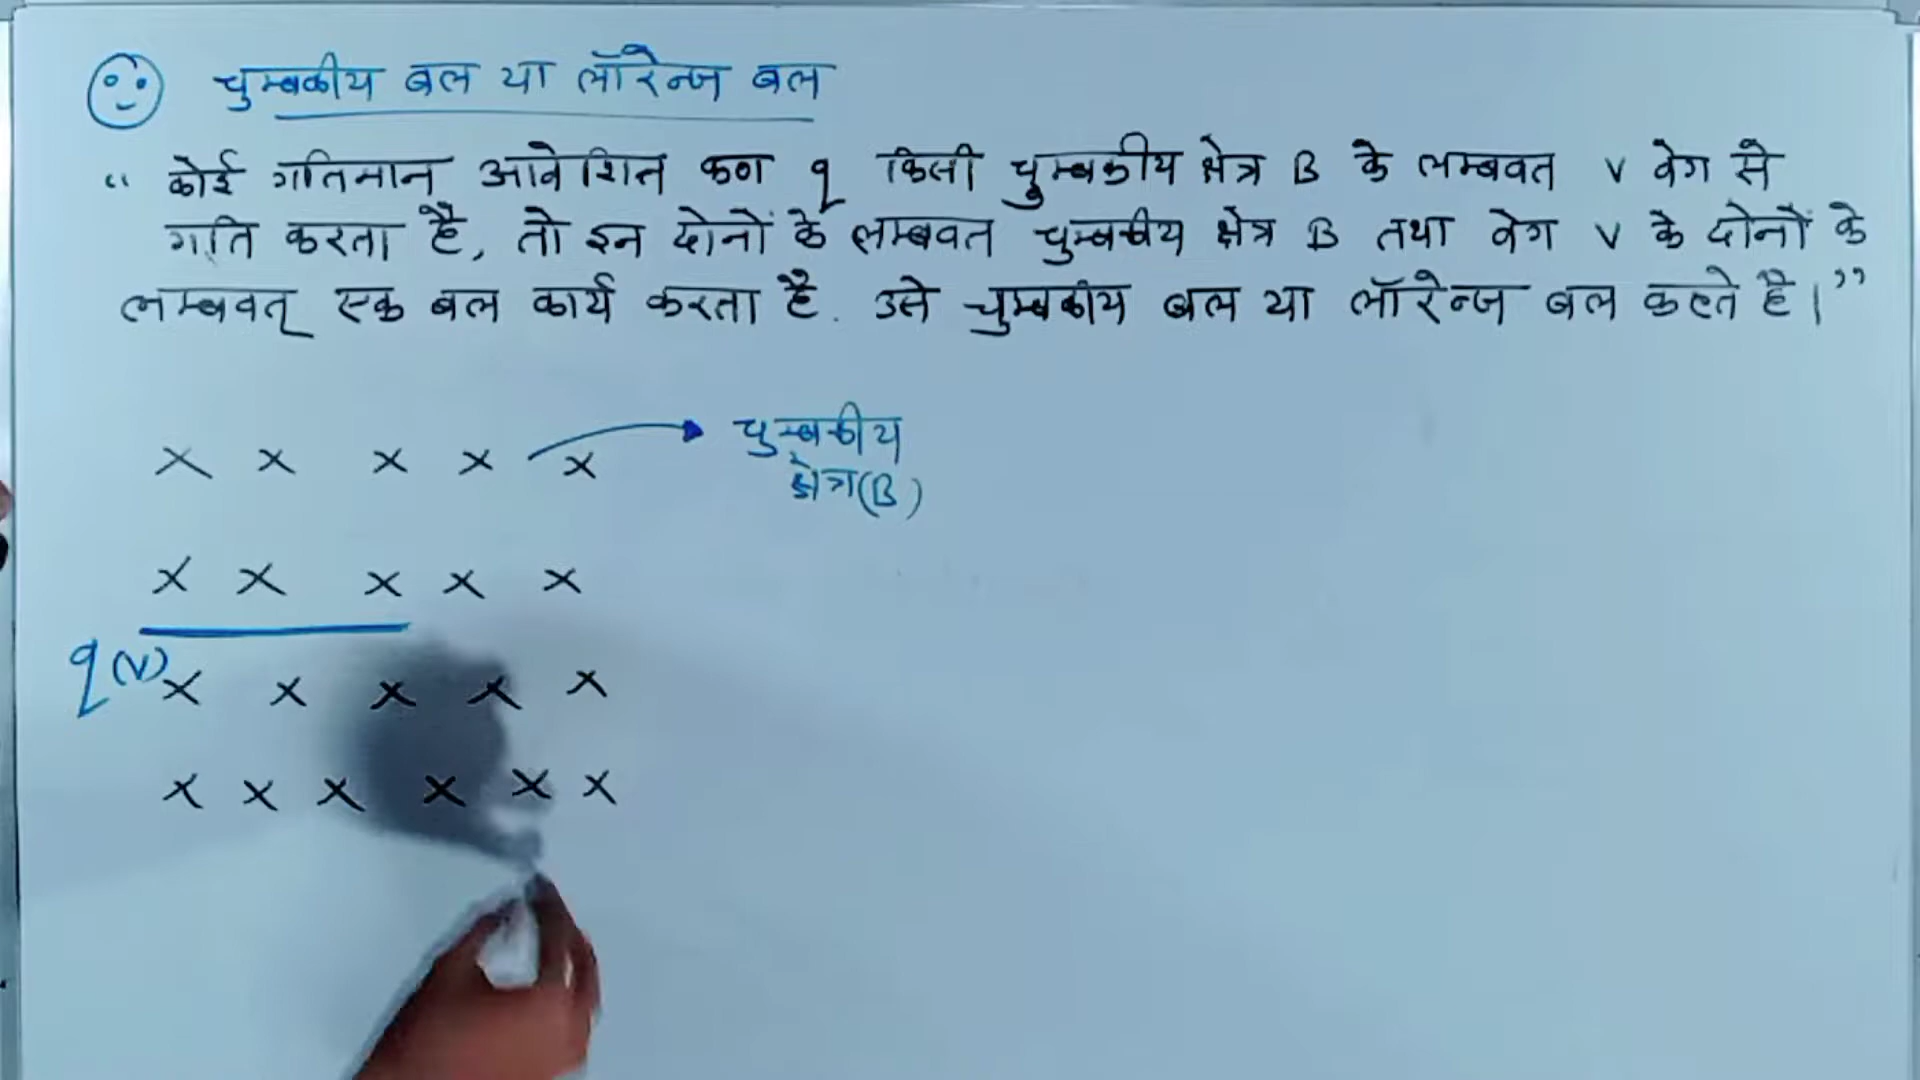 चुम्बकीय बल या लॉरेन्ज बल
“ कोई गतिमान आवेशित कण q किसी चुम्बकीय क्षेत्र B के लम्बवत v वेग से
गति करता है, तो इन दोनों के लम्बवत चुम्बकीय क्षेत्र B तथा वेग v के दोनों के
लम्बवत् एक बल कार्य करता है. उसे चुम्बकीय बल या लॉरेन्ज बल कहते है।”
x x x x x
चुम्बकीय
क्षेत्र(B)
x x x x x
q(v) x x x x x
x x x x x x